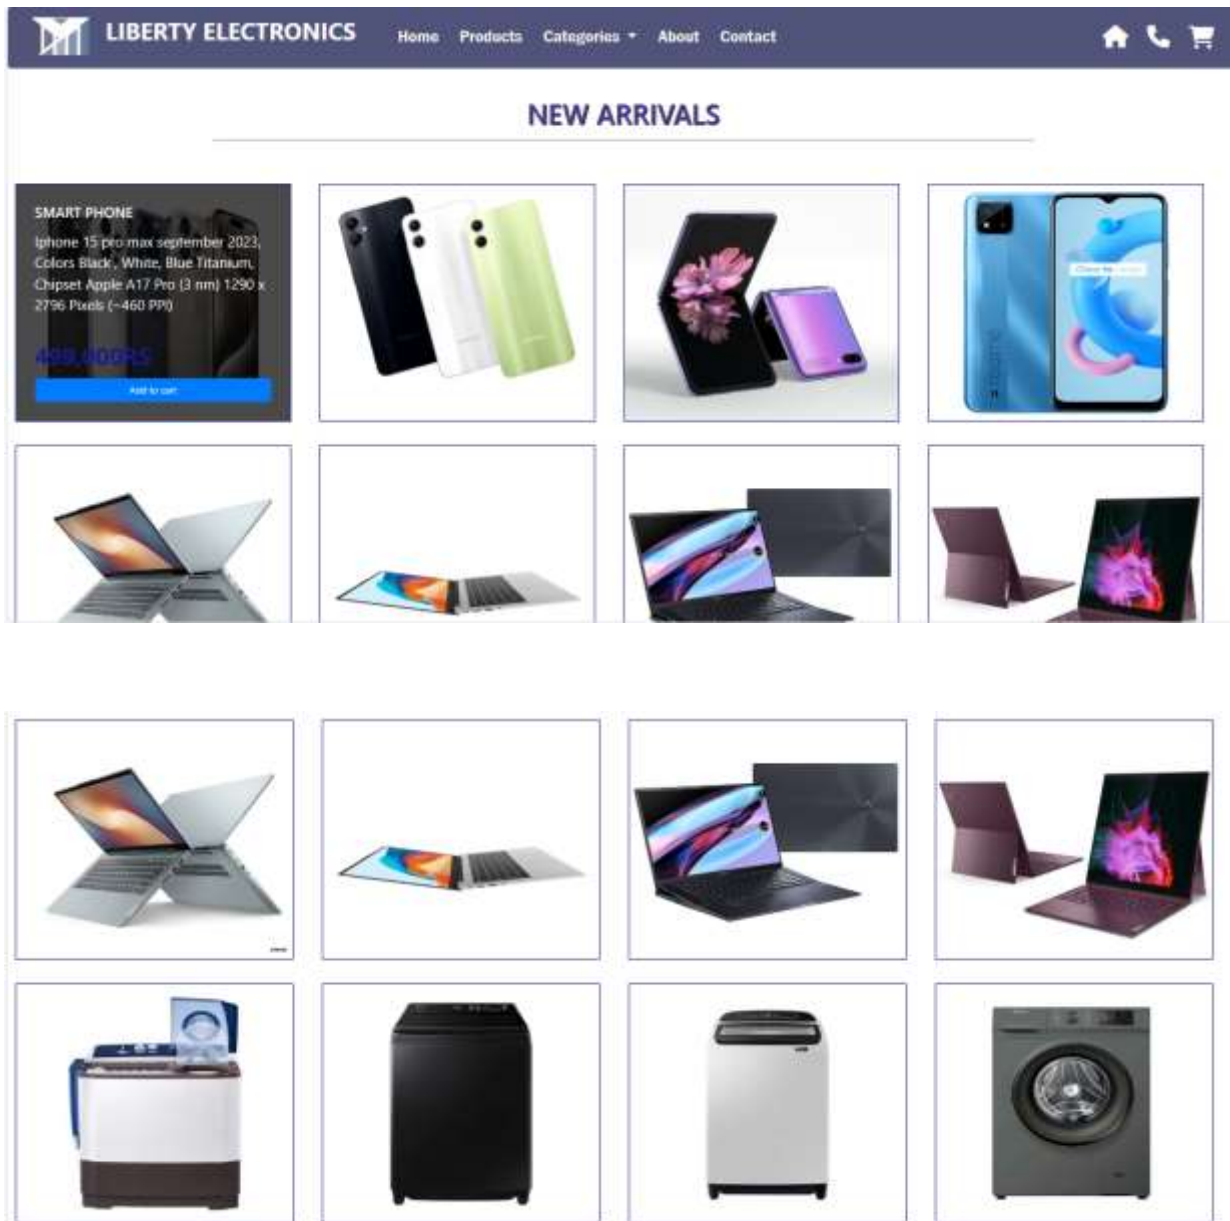 LIBERTY ELECTRONICS
Home Products Categories About Contact
NEW ARRIVALS
SMART PHONE
Iphone 15 pro max september 2023,
Colors Black , White, Blue Titanium,
Chipset Apple A17 Pro (3 nm) 1290 x
2796 Pixels (~460 PPI)
Add to cart
realme